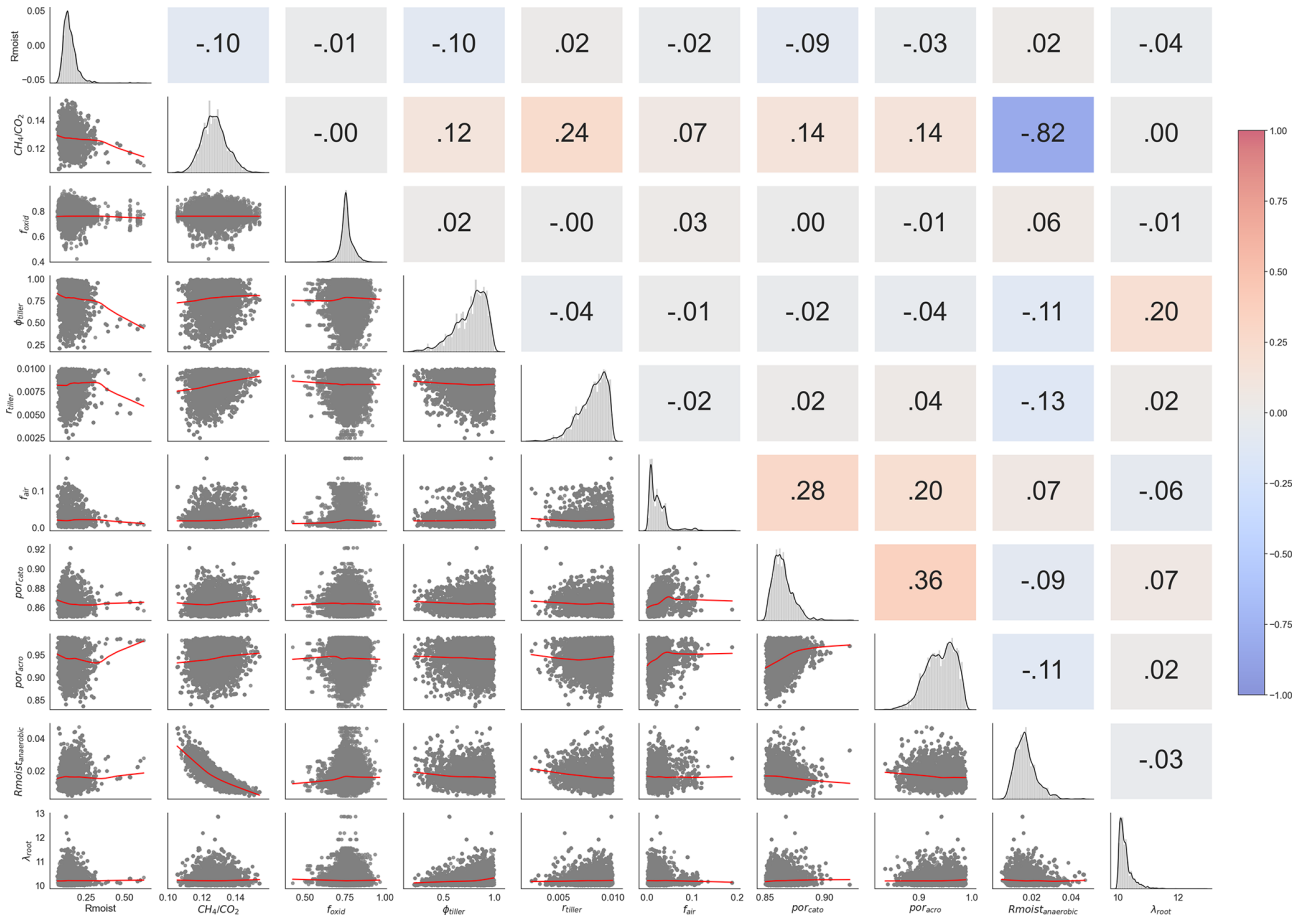 0.05
0.00
−0.05
Rmoist
-.10 -.01 -.10 .02 -.02 -.09 -.03 .02 -.04
0.14
0.12
CH4/CO2
-.00 .12 .24 .07 .14 .14 -.82 .00
0.8
0.6
0.4
foxid
.02 -.00 .03 .00 -.01 .06 -.01
1.00
0.75
0.50
0.25
ϕtiller
-.04 -.01 -.02 -.04 -.11 .20
0.0100
0.0075
0.0050
0.0025
rtiller
-.02 .02 .04 -.13 .02
0.1
0.0
fair
.28 .20 .07 -.06
0.92
0.90
0.88
0.86
porcato
.36 -.09 .07
0.95
0.90
0.85
poracro
-.11 .02
0.04
0.02
Rmoistanaerobic
-.03
13
12
11
10
λroot
0.25 0.50 0.10 0.12 0.14 0.50 0.75 1.00 0.5 1.0 0.005 0.010 0.0 0.1 0.2 0.85 0.90 0.9 1.0 0.02 0.04 10 12
Rmoist CH4/CO2 foxid ϕtiller rtiller fair porcato poracro Rmoistanaerobic λroot
1.00
0.75
0.50
0.25
0.00
−0.25
−0.50
−0.75
−1.00